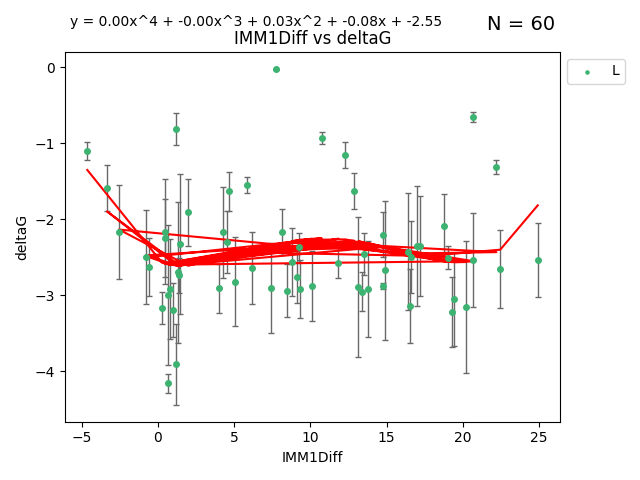 y = 0.00x^4 + -0.00x^3 + 0.03x^2 + -0.08x + -2.55
N = 60
IMM1Diff vs deltaG
L
0
−1
−2
−3
−4
deltaG
−5 0 5 10 15 20 25
IMM1Diff